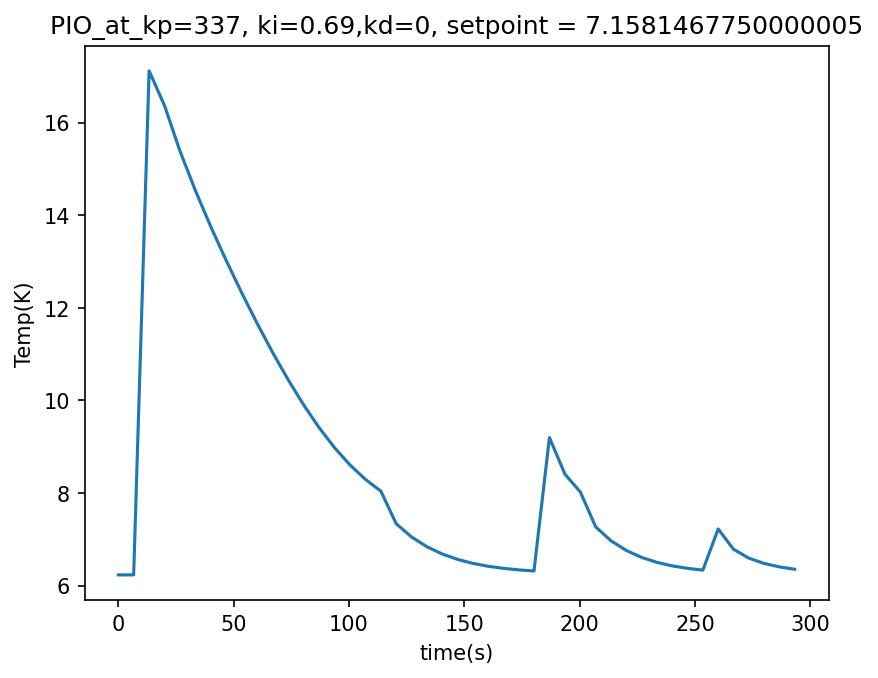 PIO_at_kp=337, ki=0.69,kd=0, setpoint = 7.1581467750000005
16
14
12
10
8
6
Temp(K)
0 50 100 150 200 250 300
time(s)